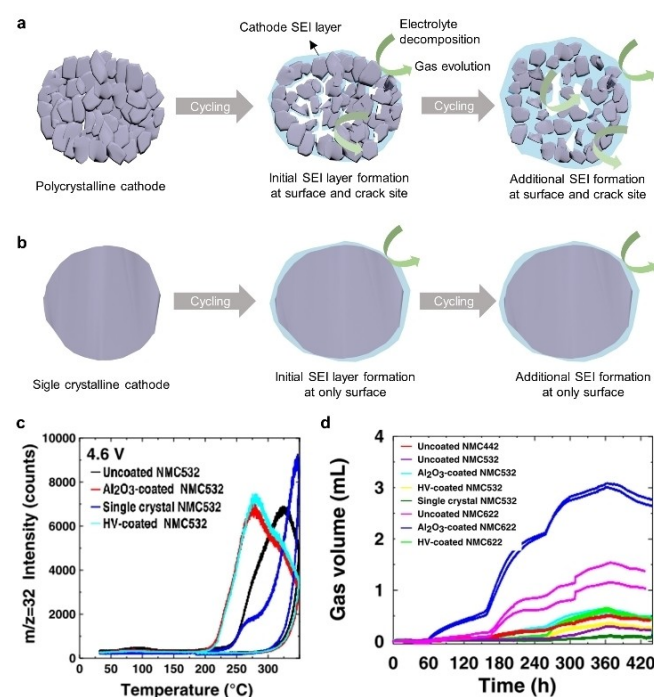 a
Cathode SEI layer
Electrolyte
decomposition
Gas evolution
Cycling
Cycling
Polycrystalline cathode
Initial SEI layer formation
at surface and crack site
Additional SEI formation
at surface and crack site
b
Cycling
Cycling
Sigle crystalline cathode
Initial SEI layer formation
at only surface
Additional SEI formation
at only surface
c
4.6 V
Uncoated NMC532
Al2O3-coated NMC532
Single crystal NMC532
HV-coated NMC532
m/z=32 Intensity (counts)
10000
8000
6000
4000
2000
0
0 50 100 150 200 250 300
Temperature (°C)
d
Uncoated NMC442
Uncoated NMC532
Al2O3-coated NMC532
HV-coated NMC532
Single crystal NMC532
Uncoated NMC622
Al2O3-coated NMC622
HV-coated NMC622
Gas volume (mL)
4
3
2
1
0
0 60 120 180 240 300 360 420
Time (h)